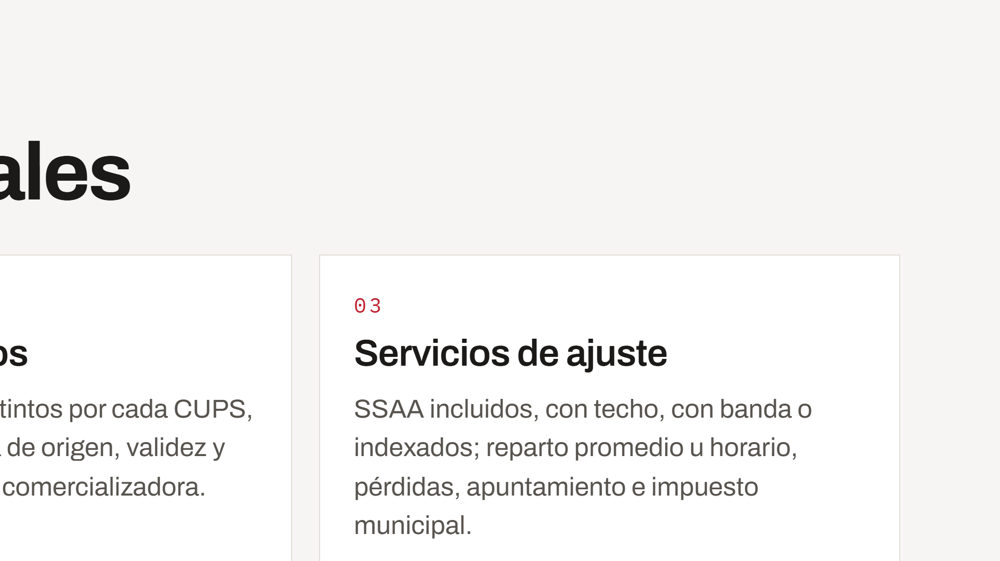 ales
os
tintos por cada CUPS,
de origen, validez y
comercializadora.
03
Servicios de ajuste
SSAA incluidos, con techo, con banda o
indexados; reparto promedio u horario,
pérdidas, apuntamiento e impuesto
municipal.